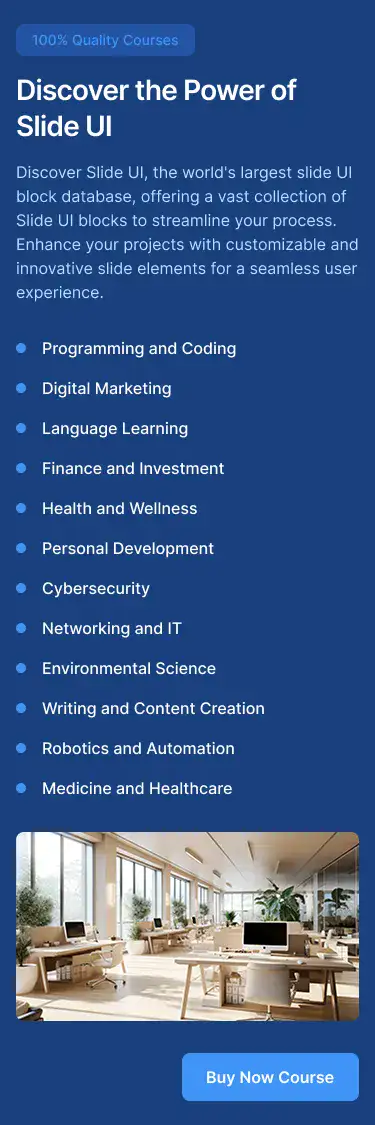 100% Quality Courses
Discover the Power of
Slide UI
Discover Slide UI, the world's largest slide UI
block database, offering a vast collection of
Slide UI blocks to streamline your process.
Enhance your projects with customizable and
innovative slide elements for a seamless user
experience.
Programming and Coding
Digital Marketing
Language Learning
Finance and Investment
Health and Wellness
Personal Development
Cybersecurity
Networking and IT
Environmental Science
Writing and Content Creation
Robotics and Automation
Medicine and Healthcare
Buy Now Course